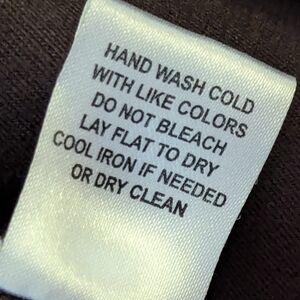 HAND WASH COLD
WITH LIKE COLORS
DO NOT BLEACH
LAY FLAT TO DRY
COOL IRON IF NEEDED
OR DRY CLEAN